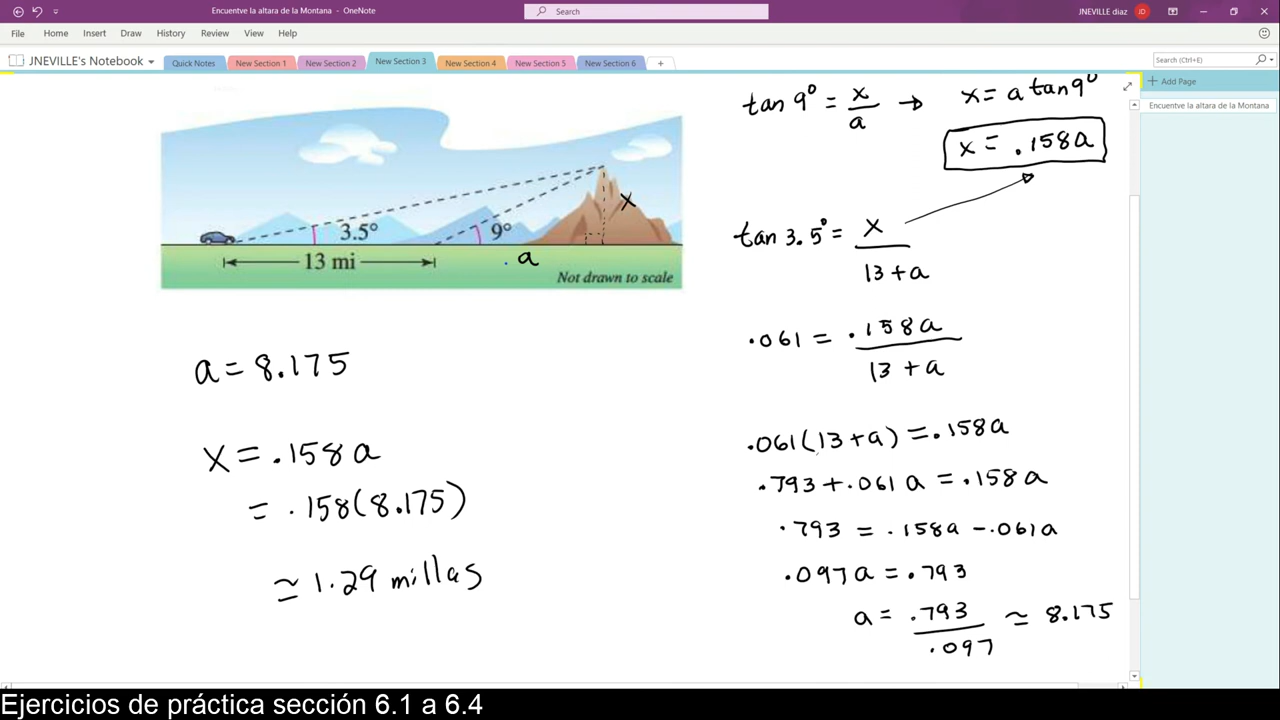 Encuentve la altara de la Montana - OneNote
Search
JNEVILLE diaz
JD
File Home Insert Draw History Review View Help
JNEVILLE's Notebook
Quick Notes New Section 1 New Section 2 New Section 3 New Section 4 New Section 5 New Section 6 +
Search (Ctrl+E)
Add Page
Encuentve la altara de la Montana
3.5°
9°
x
13 mi
a
Not drawn to scale
a = 8.175
x = .158a
= .158(8.175)
≃ 1.29 millas
tan 9° = x/a → x = a tan 9°
x = .158a
tan 3.5° = x/13 + a
.061 = .158a/13 + a
.061(13 + a) = .158a
.793 + .061a = .158a
.793 = .158a - .061a
.097a = .793
a = .793/.097 ≃ 8.175
Ejercicios de práctica sección 6.1 a 6.4